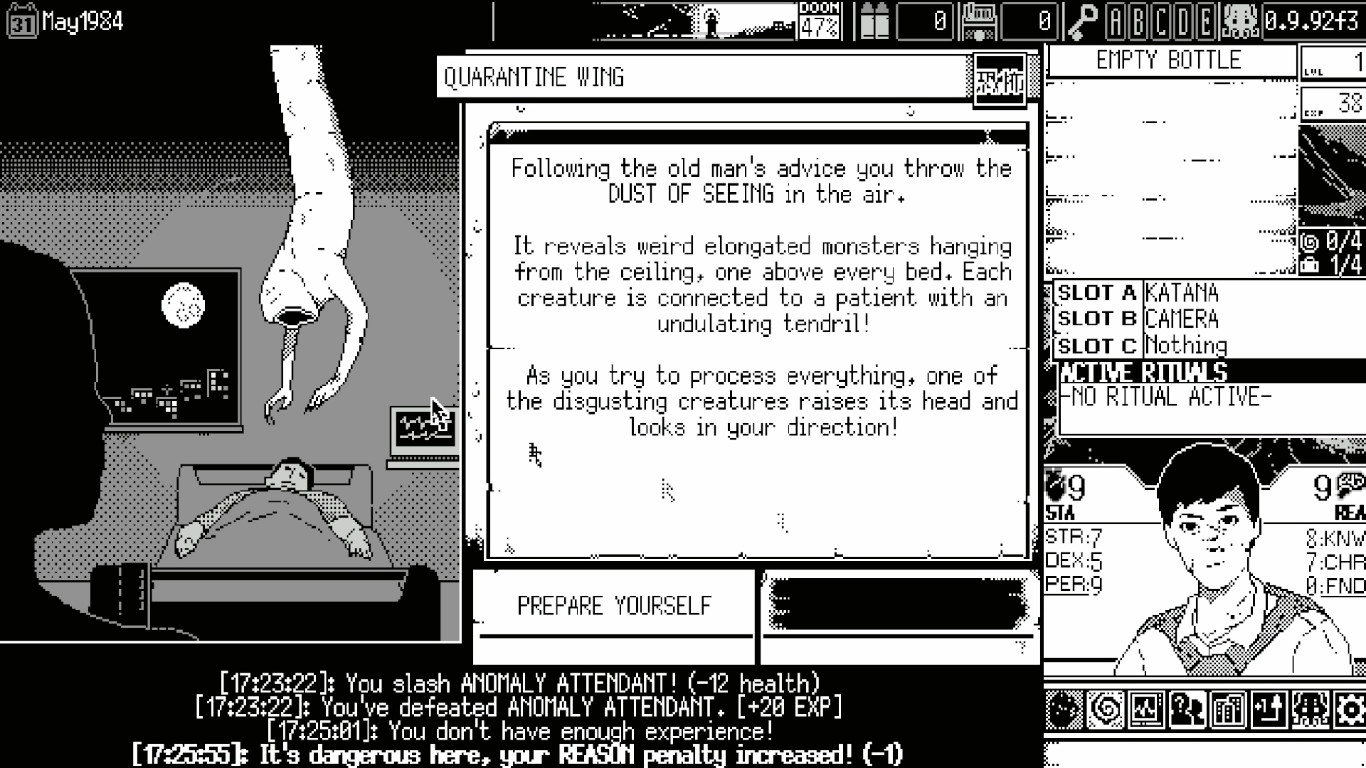 31 May1984
DOON
47%
0
0
A B C D E
0.9.92f3
QUARANTINE WING
Following the old man's advice you throw the
DUST OF SEEING in the air.
It reveals weird elongated monsters hanging
from the ceiling, one above every bed. Each
creature is connected to a patient with an
undulating tendril!
As you try to process everything, one of
the disgusting creatures raises its head and
looks in your direction!
PREPARE YOURSELF
[17:23:22]: You slash ANOMALY ATTENDANT! (-12 health)
[17:23:22]: You've defeated ANOMALY ATTENDANT. [+20 EXP]
[17:25:01]: You don't have enough experience!
[17:25:55]: It's dangerous here, your REASON penalty increased! (-1)
EMPTY BOTTLE
LVL 1
EXP 38
0/4
1/4
SLOT A KATANA
SLOT B CAMERA
SLOT C Nothing
ACTIVE RITUALS
-NO RITUAL ACTIVE-
9
STA
9
REA
STR:7
DEX:5
PER:9
8:KNW
7:CHR
0:FND